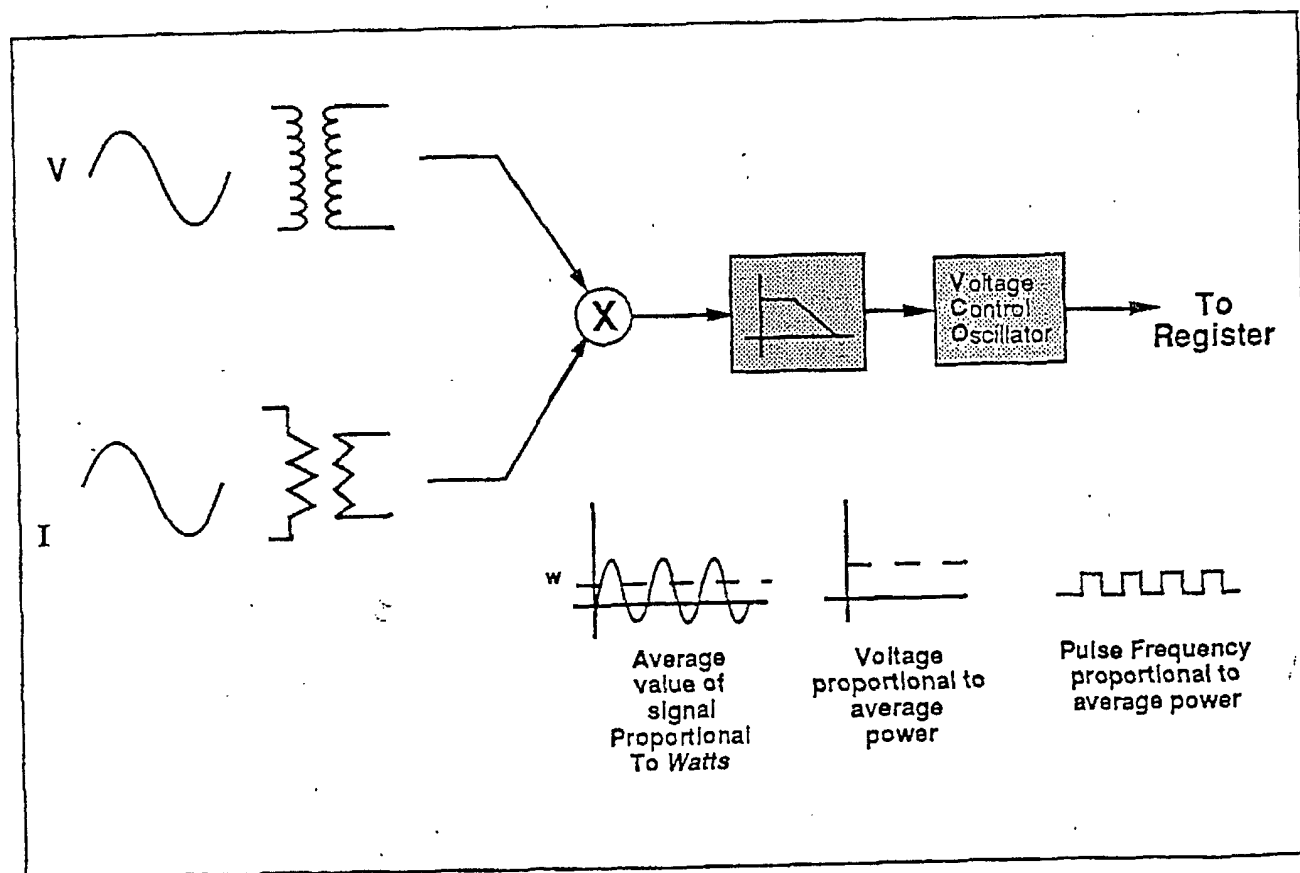 V
I
X
Voltage
Control
Oscillator
To
Register
w
Average
value of
signal
Proportional
To Watts
Voltage
proportional to
average
power
Pulse Frequency
proportional to
average power